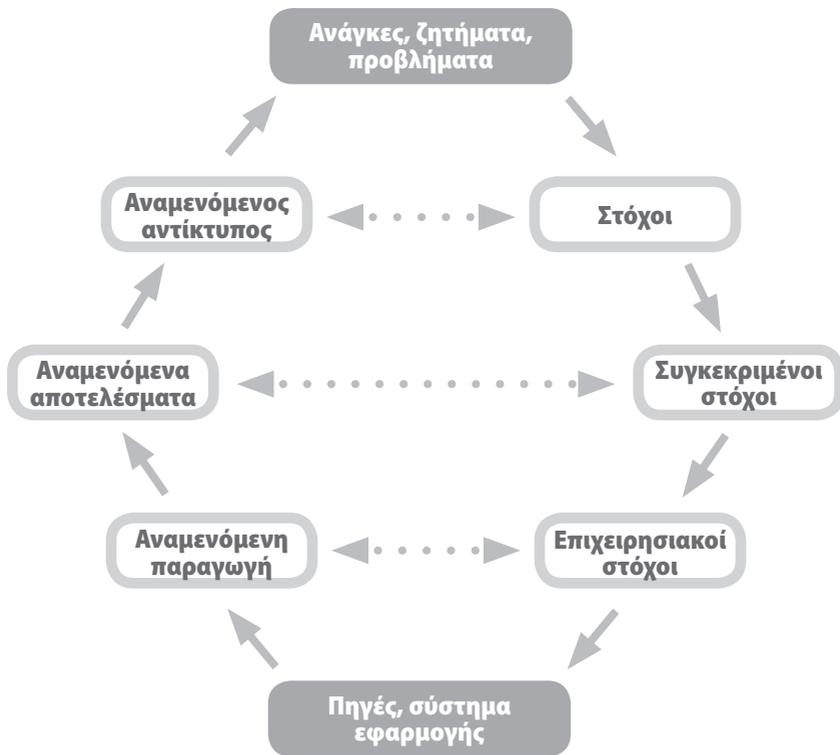 Ανάγκες, ζητήματα,
προβλήματα
Αναμενόμενος
αντίκτυπος
Στόχοι
Αναμενόμενα
αποτελέσματα
Συγκεκριμένοι
στόχοι
Αναμενόμενη
παραγωγή
Επιχειρησιακοί
στόχοι
Πηγές, σύστημα
εφαρμογής